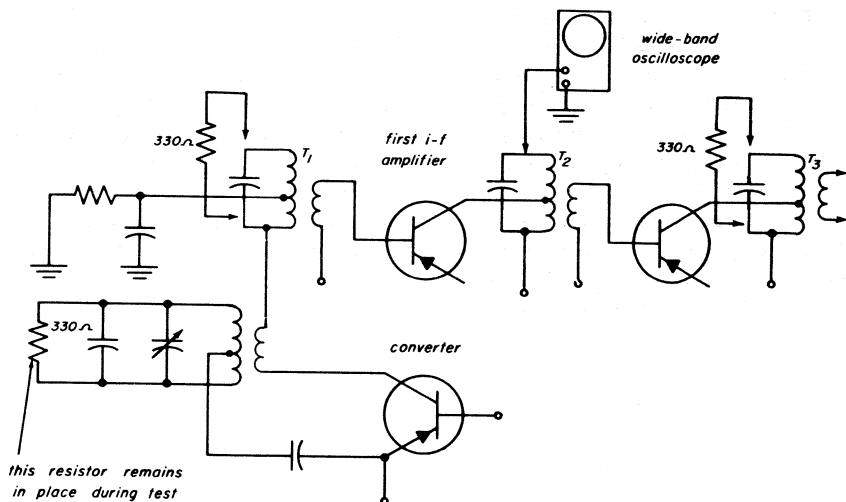 wide-band
oscilloscope
330Ω
T1
first i-f
amplifier
T2
330Ω
T3
330Ω
converter
this resistor remains
in place during test